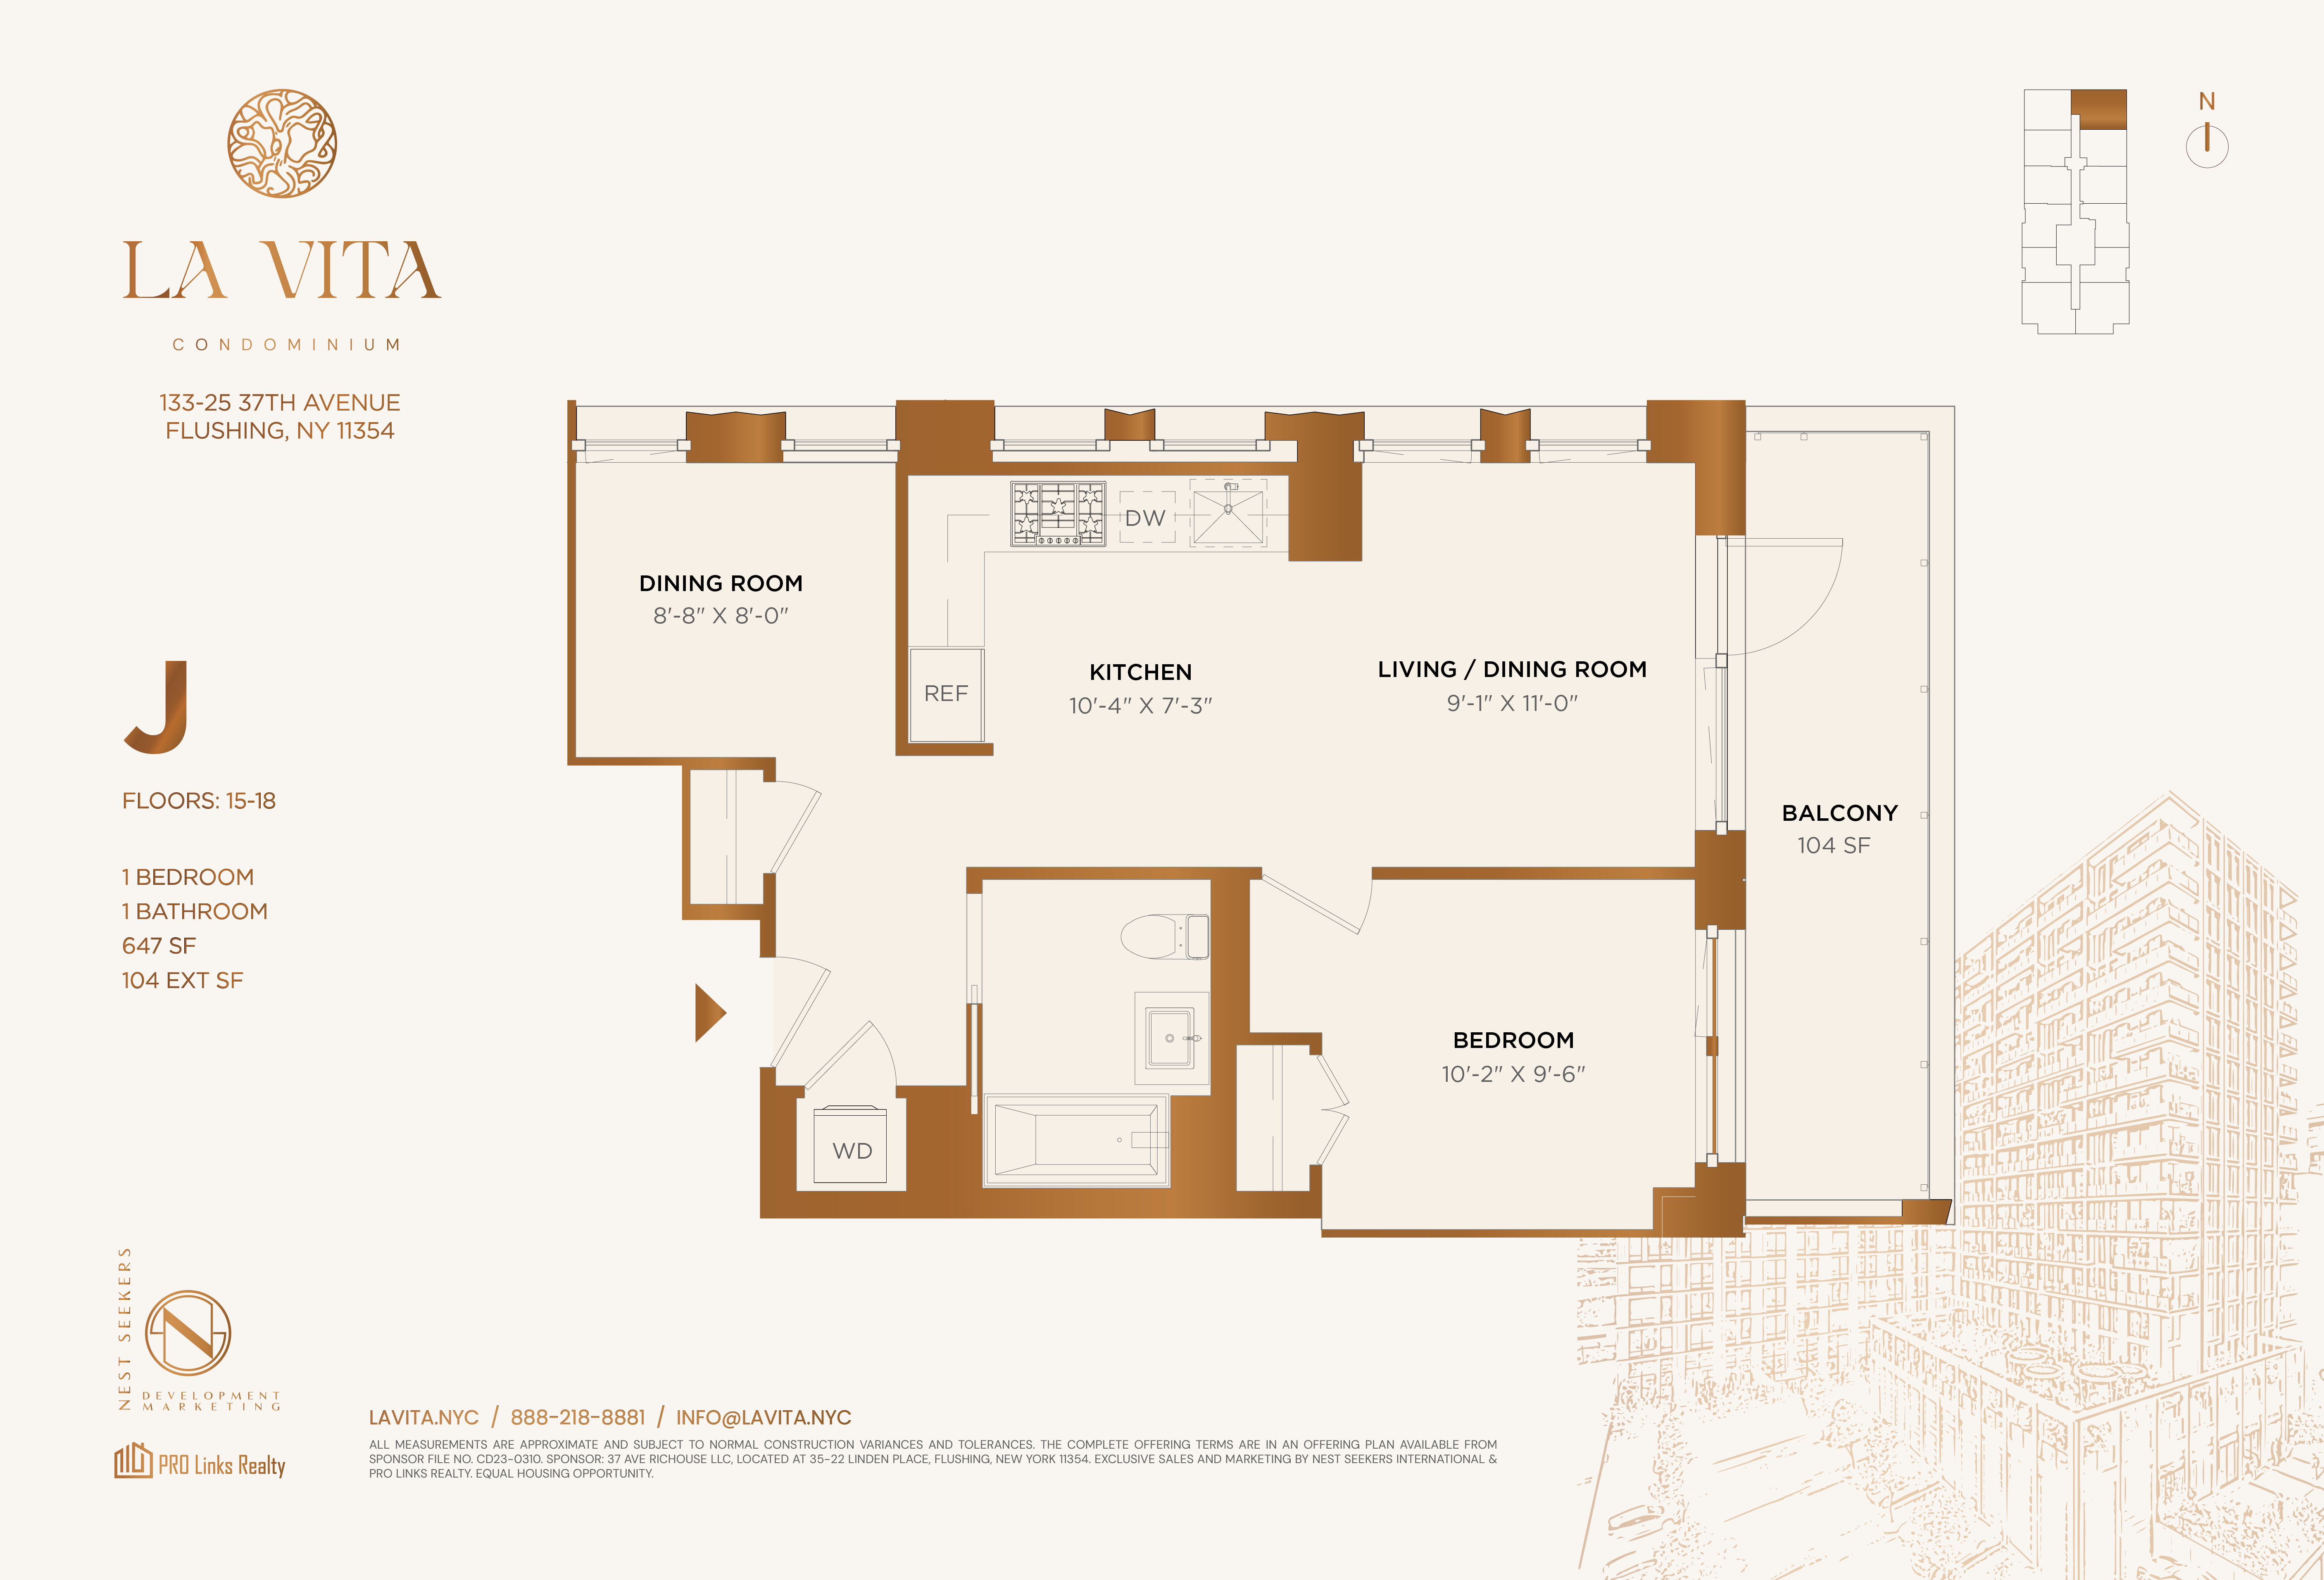 LA VITA
CONDOMINIUM
133-25 37TH AVENUE
FLUSHING, NY 11354
N
J
FLOORS: 15-18
1 BEDROOM
1 BATHROOM
647 SF
104 EXT SF
DINING ROOM
8'-8" X 8'-0"
DW
REF
KITCHEN
10'-4" X 7'-3"
LIVING / DINING ROOM
9'-1" X 11'-0"
BALCONY
104 SF
BEDROOM
10'-2" X 9'-6"
WD
NEST SEEKERS
DEVELOPMENT
MARKETING
PRO Links Realty
LAVITA.NYC / 888-218-8881 / INFO@LAVITA.NYC
ALL MEASUREMENTS ARE APPROXIMATE AND SUBJECT TO NORMAL CONSTRUCTION VARIANCES AND TOLERANCES. THE COMPLETE OFFERING TERMS ARE IN AN OFFERING PLAN AVAILABLE FROM
SPONSOR FILE NO. CD23-0310. SPONSOR: 37 AVE RICHOUSE LLC, LOCATED AT 35-22 LINDEN PLACE, FLUSHING, NEW YORK 11354. EXCLUSIVE SALES AND MARKETING BY NEST SEEKERS INTERNATIONAL &
PRO LINKS REALTY. EQUAL HOUSING OPPORTUNITY.